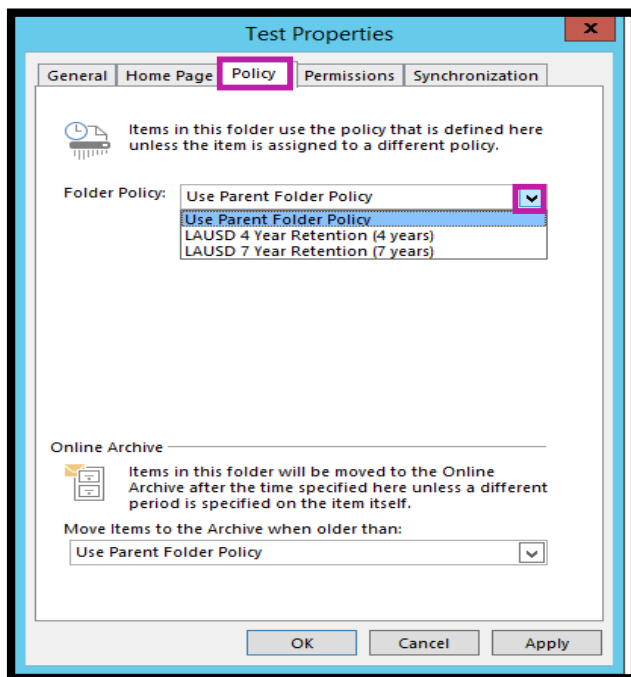 Test Properties
x
General Home Page Policy Permissions Synchronization
Items in this folder use the policy that is defined here
unless the item is assigned to a different policy.
Folder Policy: Use Parent Folder Policy
Use Parent Folder Policy
LAUSD 4 Year Retention (4 years)
LAUSD 7 Year Retention (7 years)
Online Archive
Items in this folder will be moved to the Online
Archive after the time specified here unless a different
period is specified on the item itself.
Move Items to the Archive when older than:
Use Parent Folder Policy
OK Cancel Apply